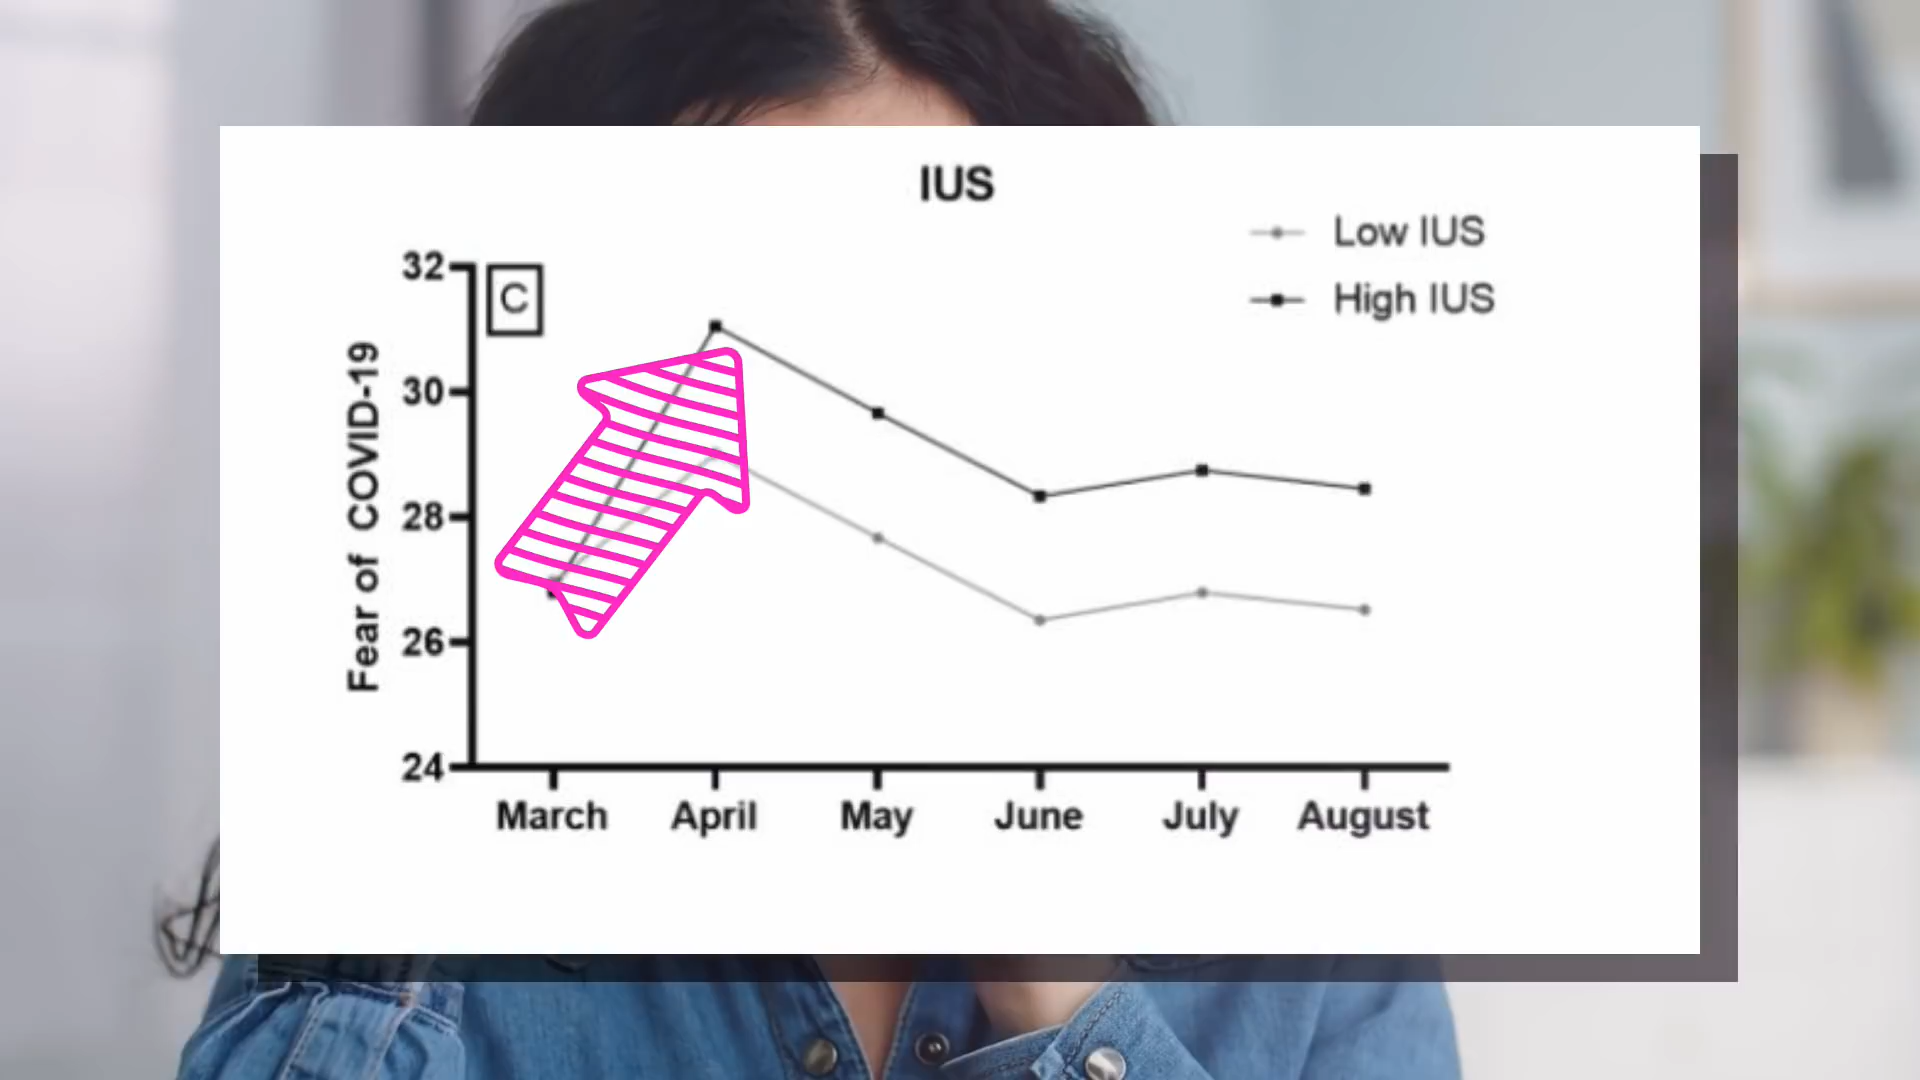 IUS
Low IUS
High IUS
C
Fear of COVID-19
32
30
28
26
24
March April May June July August